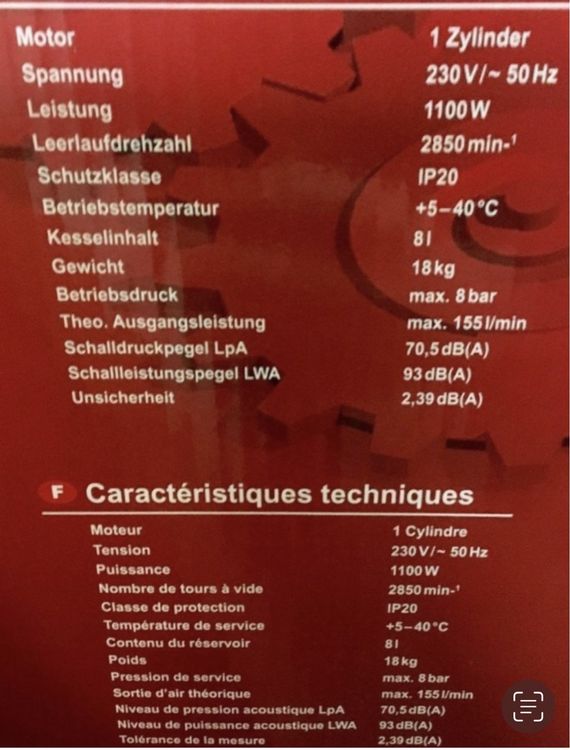 Motor 1 Zylinder
Spannung 230 V/~ 50 Hz
Leistung 1100 W
Leerlaufdrehzahl 2850 min-¹
Schutzklasse IP20
Betriebstemperatur +5–40 °C
Kesselinhalt 8 l
Gewicht 18 kg
Betriebsdruck max. 8 bar
Theo. Ausgangsleistung max. 155 l/min
Schalldruckpegel LpA 70,5 dB(A)
Schallleistungspegel LWA 93 dB(A)
Unsicherheit 2,39 dB(A)
F Caractéristiques techniques
Moteur 1 Cylindre
Tension 230 V/~ 50 Hz
Puissance 1100 W
Nombre de tours à vide 2850 min-¹
Classe de protection IP20
Température de service +5–40 °C
Contenu du réservoir 8 l
Poids 18 kg
Pression de service max. 8 bar
Sortie d'air théorique max. 155 l/min
Niveau de pression acoustique LpA 70,5 dB(A)
Niveau de puissance acoustique LWA 93 dB(A)
Tolérance de la mesure 2,39 dB(A)